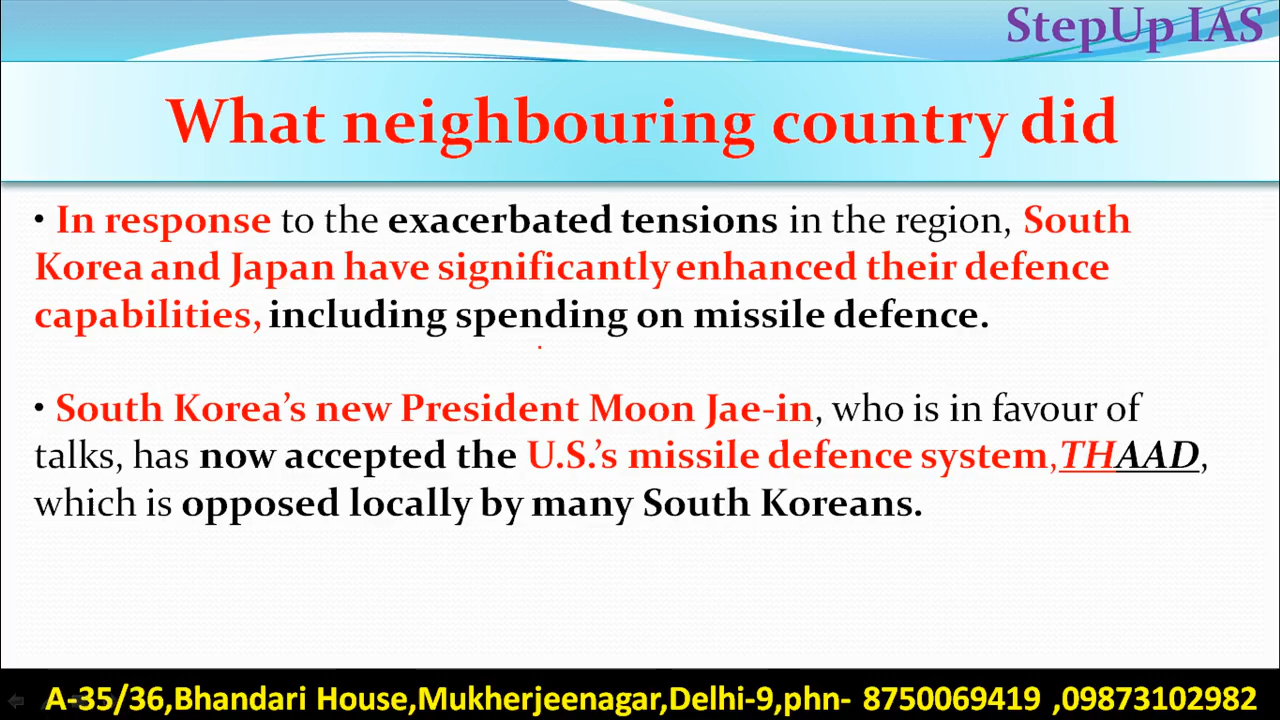 StepUp IAS
What neighbouring country did
• In response to the exacerbated tensions in the region, South
Korea and Japan have significantly enhanced their defence
capabilities, including spending on missile defence.
• South Korea’s new President Moon Jae-in, who is in favour of
talks, has now accepted the U.S.’s missile defence system,THAAD,
which is opposed locally by many South Koreans.
A-35/36,Bhandari House,Mukherjeenagar,Delhi-9,phn- 8750069419 ,09873102982